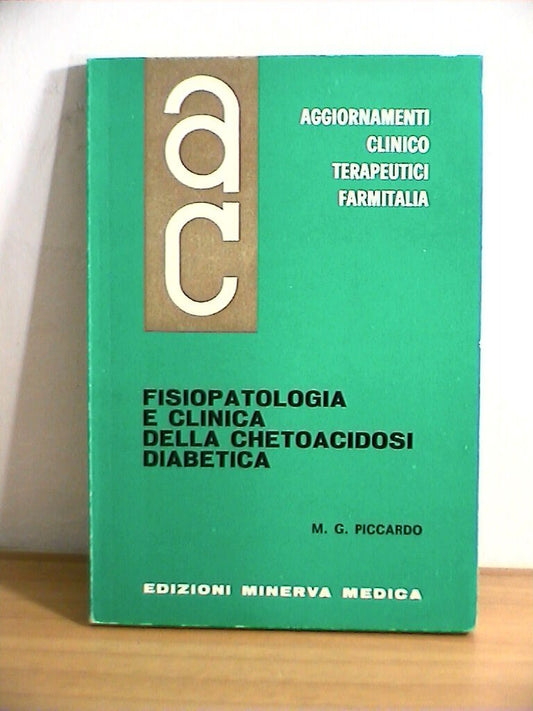 ac
AGGIORNAMENTI
CLINICO
TERAPEUTICI
FARMITALIA
FISIOPATOLOGIA
E CLINICA
DELLA CHETOACIDOSI
DIABETICA
M. G. PICCARDO
EDIZIONI MINERVA MEDICA